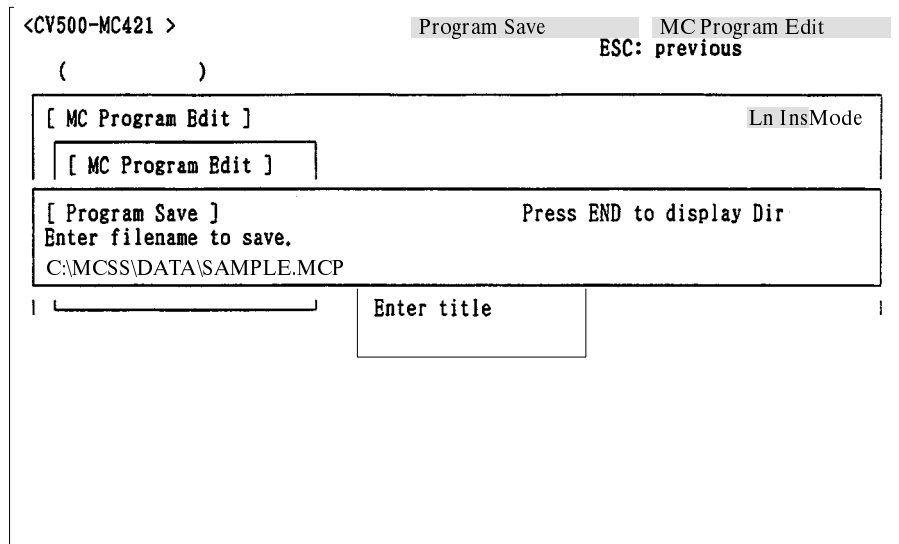 <CV500-MC421 > Program Save MC Program Edit
ESC: previous
( )
[ MC Program Edit ] Ln InsMode
[ MC Program Edit ]
[ Program Save ] Press END to display Dir
Enter filename to save.
C:\MCSS\DATA\SAMPLE.MCP
Enter title